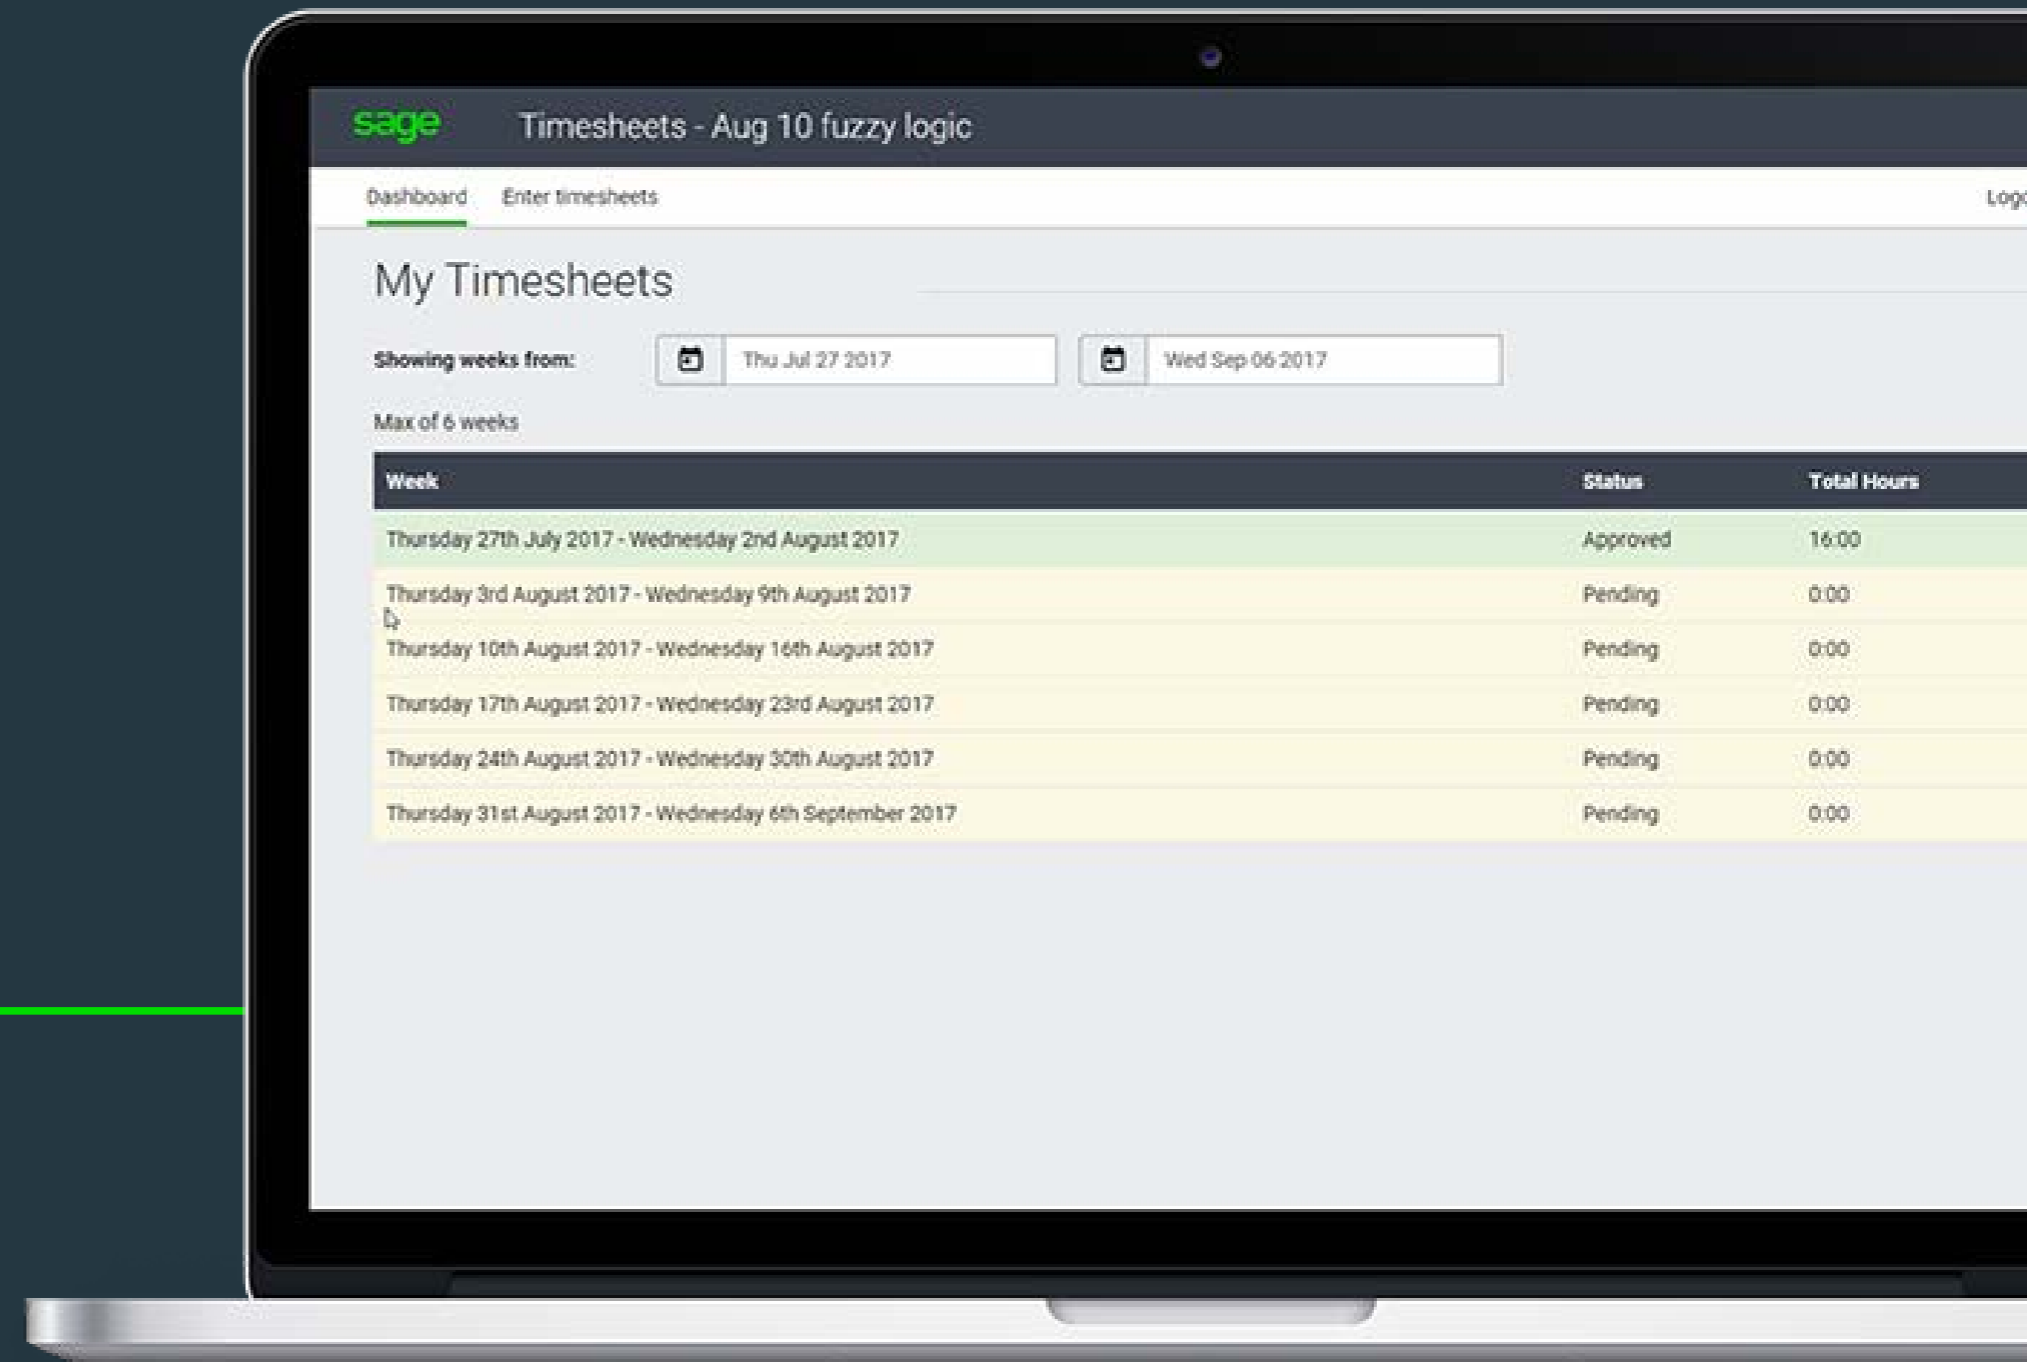 sage Timesheets - Aug 10 fuzzy logic
Dashboard Enter timesheets
My Timesheets
Showing weeks from: Thu Jul 27 2017 Wed Sep 06 2017
Max of 6 weeks
Week Status Total Hours
Thursday 27th July 2017 - Wednesday 2nd August 2017 Approved 16:00
Thursday 3rd August 2017 - Wednesday 9th August 2017 Pending 0:00
Thursday 10th August 2017 - Wednesday 16th August 2017 Pending 0:00
Thursday 17th August 2017 - Wednesday 23rd August 2017 Pending 0:00
Thursday 24th August 2017 - Wednesday 30th August 2017 Pending 0:00
Thursday 31st August 2017 - Wednesday 6th September 2017 Pending 0:00